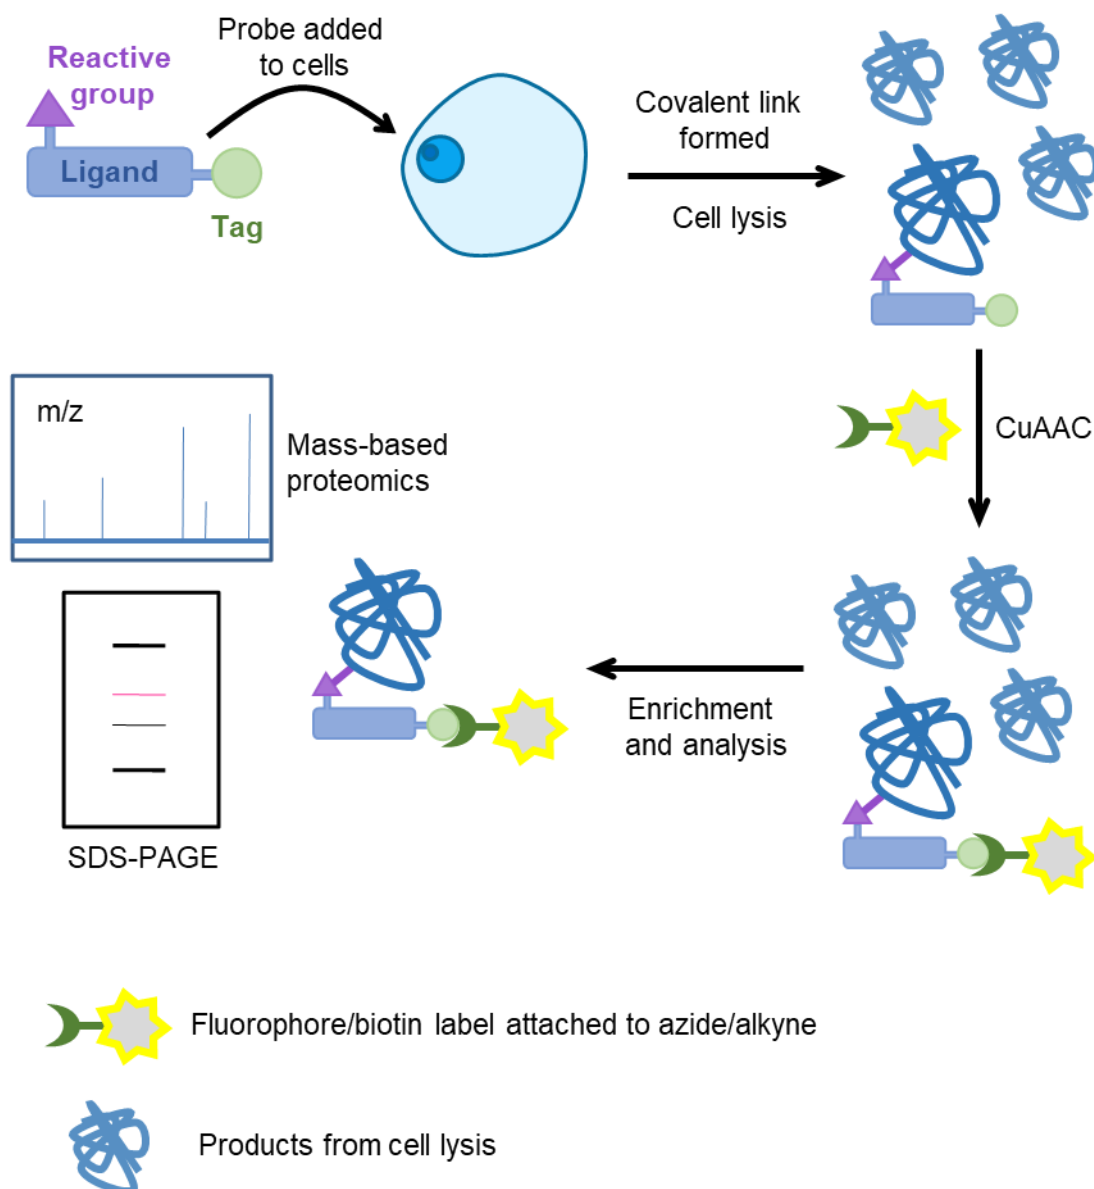 Probe added
to cells
Reactive
group
Ligand
Tag
Covalent link
formed
Cell lysis
CuAAC
m/z
Mass-based
proteomics
Enrichment
and analysis
SDS-PAGE
Fluorophore/biotin label attached to azide/alkyne
Products from cell lysis